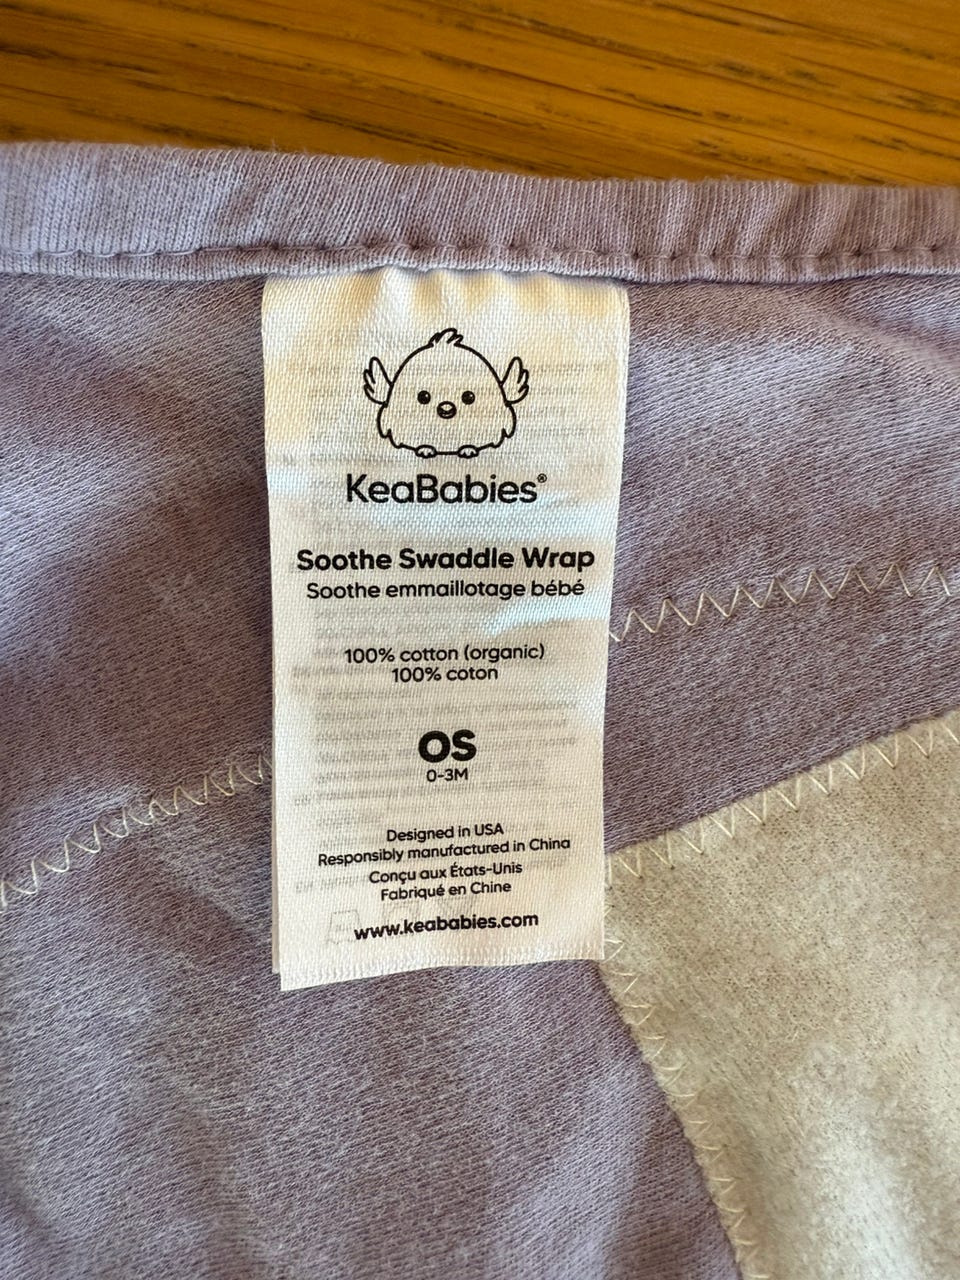 KeaBabies®
Soothe Swaddle Wrap
Soothe emmaillotage bébé
100% cotton (organic)
100% coton
OS
0-3M
Designed in USA
Responsibly manufactured in China
Conçu aux États-Unis
Fabriqué en Chine
www.keababies.com